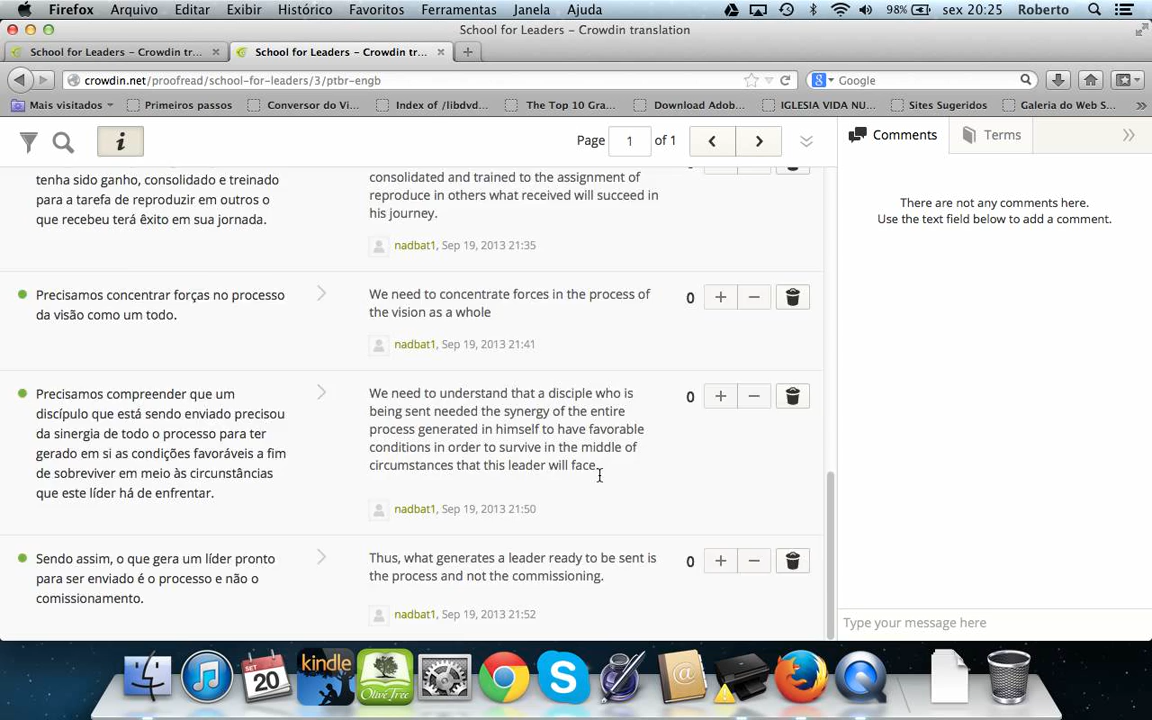 Firefox Arquivo Editar Exibir Histórico Favoritos Ferramentas Janela Ajuda 98% sex 20:25 Roberto
School for Leaders – Crowdin translation
School for Leaders – Crowdin tr... × School for Leaders – Crowdin tr... × +
crowdin.net/proofread/school-for-leaders/3/ptbr-engb Google
Mais visitados Primeiros passos Conversor do Vi... Index of /libdvd... The Top 10 Gra... Download Adob... IGLESIA VIDA NU... Sites Sugeridos Galeria do Web S... »
i Page 1 of 1 Comments Terms
tenha sido ganho, consolidado e treinado
para a tarefa de reproduzir em outros o
que recebeu terá êxito em sua jornada.
consolidated and trained to the assignment of
reproduce in others what received will succeed in
his journey.
nadbat1, Sep 19, 2013 21:35
There are not any comments here.
Use the text field below to add a comment.
Precisamos concentrar forças no processo
da visão como um todo.
We need to concentrate forces in the process of
the vision as a whole
0 + −
nadbat1, Sep 19, 2013 21:41
Precisamos compreender que um
discípulo que está sendo enviado precisou
da sinergia de todo o processo para ter
gerado em si as condições favoráveis a fim
de sobreviver em meio às circunstâncias
que este líder há de enfrentar.
We need to understand that a disciple who is
being sent needed the synergy of the entire
process generated in himself to have favorable
conditions in order to survive in the middle of
circumstances that this leader will face.
0 + −
nadbat1, Sep 19, 2013 21:50
Sendo assim, o que gera um líder pronto
para ser enviado é o processo e não o
comissionamento.
Thus, what generates a leader ready to be sent is
the process and not the commissioning.
0 + −
nadbat1, Sep 19, 2013 21:52
Type your message here
SET
20
kindle
OLIVE TREE